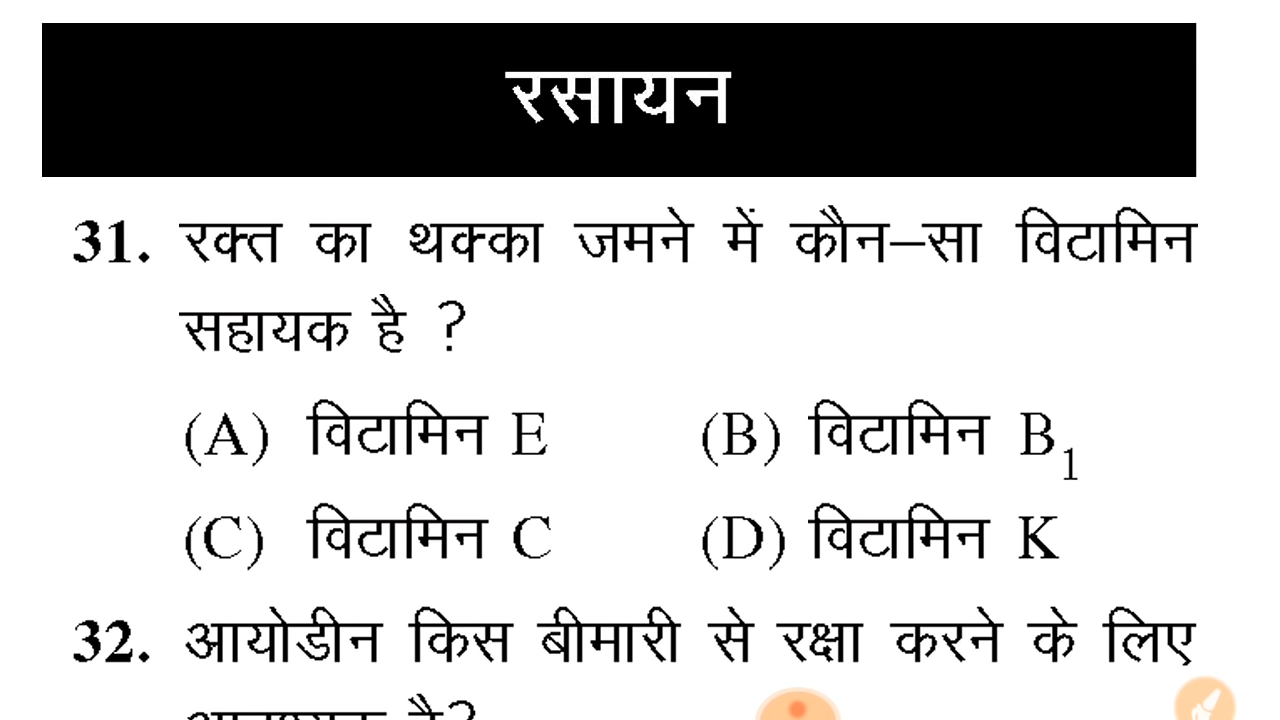 रसायन
31. रक्त का थक्का जमने में कौन–सा विटामिन
सहायक है ?
(A) विटामिन E (B) विटामिन B₁
(C) विटामिन C (D) विटामिन K
32. आयोडीन किस बीमारी से रक्षा करने के लिए
है?